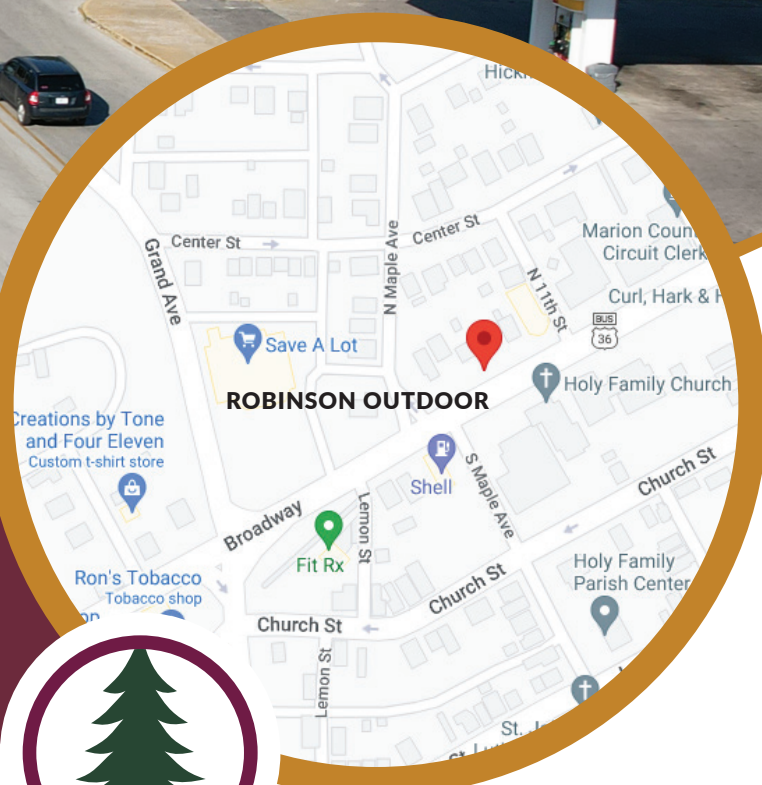 Center St
Center St
Grand Ave
N Maple Ave
N 11th St
Marion
Circuit Clerk
Curl, Hark &
BUS
36
Save A Lot
ROBINSON OUTDOOR
Holy Family Church
Creations by Tone
and Four Eleven
Custom t-shirt store
Shell
S Maple Ave
Church St
Broadway
Lemon St
Fit Rx
Holy Family
Parish Center
Ron's Tobacco
Tobacco shop
Church St
Church St
Lemon St
St.